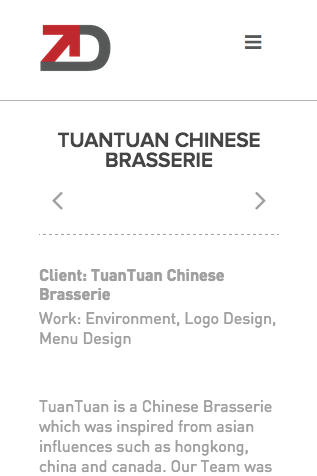 TUANTUAN CHINESE
BRASSERIE
Client: TuanTuan Chinese
Brasserie
Work: Environment, Logo Design,
Menu Design
TuanTuan is a Chinese Brasserie
which was inspired from asian
influences such as hongkong,
china and canada. Our Team was